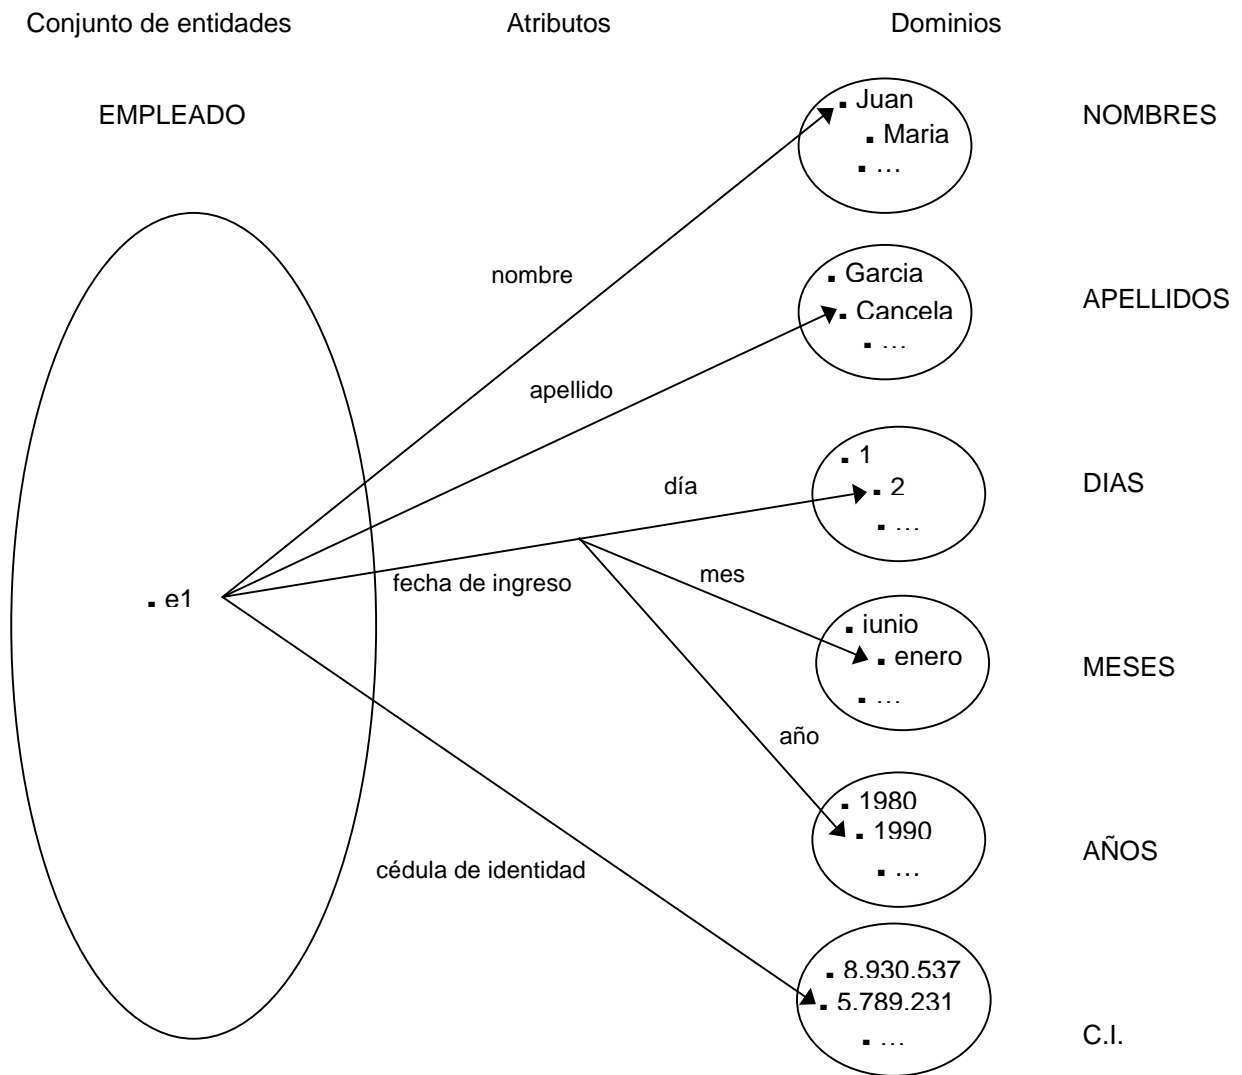 Conjunto de entidades Atributos Dominios
EMPLEADO
Juan
Maria
...
NOMBRES
nombre
Garcia
Cancela
...
APELLIDOS
apellido
día
1
2
...
DIAS
e1
fecha de ingreso
mes
junio
enero
...
MESES
año
1980
1990
...
AÑOS
cédula de identidad
8.930.537
5.789.231
...
C.I.